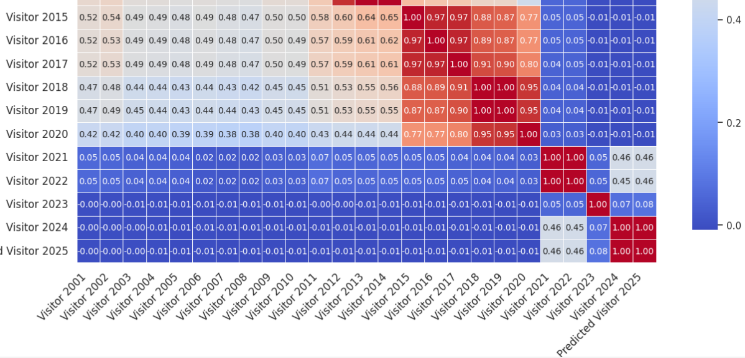 Visitor 2015 0.52 0.54 0.49 0.49 0.48 0.49 0.48 0.47 0.50 0.50 0.58 0.60 0.64 0.65 1.00 0.97 0.97 0.88 0.87 0.77 0.05 0.05 -0.01 -0.01 -0.01
0.4
Visitor 2016 0.52 0.53 0.49 0.49 0.48 0.49 0.48 0.47 0.50 0.49 0.57 0.59 0.61 0.62 0.97 1.00 0.97 0.89 0.87 0.77 0.05 0.05 -0.01 -0.01 -0.01
Visitor 2017 0.52 0.53 0.49 0.49 0.48 0.49 0.48 0.47 0.50 0.49 0.57 0.59 0.61 0.61 0.97 0.97 1.00 0.91 0.90 0.80 0.04 0.05 -0.01 -0.01 -0.01
Visitor 2018 0.47 0.48 0.44 0.44 0.43 0.44 0.43 0.42 0.45 0.45 0.51 0.53 0.55 0.56 0.88 0.89 0.91 1.00 1.00 0.95 0.04 0.04 -0.01 -0.01 -0.01
Visitor 2019 0.47 0.49 0.45 0.44 0.43 0.44 0.44 0.43 0.45 0.45 0.51 0.53 0.55 0.55 0.87 0.87 0.90 1.00 1.00 0.95 0.04 0.04 -0.01 -0.01 -0.01
0.2
Visitor 2020 0.42 0.42 0.40 0.40 0.39 0.39 0.38 0.38 0.40 0.40 0.43 0.44 0.44 0.44 0.77 0.77 0.80 0.95 0.95 1.00 0.03 0.03 -0.01 -0.01 -0.01
Visitor 2021 0.05 0.05 0.04 0.04 0.04 0.02 0.02 0.02 0.03 0.03 0.07 0.05 0.05 0.05 0.05 0.05 0.04 0.04 0.04 0.03 1.00 1.00 0.05 0.46 0.46
Visitor 2022 0.05 0.05 0.04 0.04 0.04 0.02 0.02 0.02 0.03 0.03 0.07 0.05 0.05 0.05 0.05 0.05 0.05 0.04 0.04 0.03 1.00 1.00 0.05 0.45 0.46
Visitor 2023 -0.00 -0.00 -0.01 -0.01 -0.01 -0.01 -0.01 -0.01 -0.01 -0.01 -0.01 -0.01 -0.01 -0.01 -0.01 -0.01 -0.01 -0.01 -0.01 -0.01 0.05 0.05 1.00 0.07 0.08
Visitor 2024 -0.00 -0.00 -0.01 -0.01 -0.01 -0.01 -0.01 -0.01 -0.01 -0.01 -0.01 -0.01 -0.01 -0.01 -0.01 -0.01 -0.01 -0.01 -0.01 -0.01 0.46 0.45 0.07 1.00 1.00
0.0
d Visitor 2025 -0.00 -0.00 -0.00 -0.01 -0.01 -0.01 -0.01 -0.01 -0.01 -0.01 -0.01 -0.01 -0.01 -0.01 -0.01 -0.01 -0.01 -0.01 -0.01 -0.01 0.46 0.46 0.08 1.00 1.00
Visitor 2001
Visitor 2002
Visitor 2003
Visitor 2004
Visitor 2005
Visitor 2006
Visitor 2007
Visitor 2008
Visitor 2009
Visitor 2010
Visitor 2011
Visitor 2012
Visitor 2013
Visitor 2014
Visitor 2015
Visitor 2016
Visitor 2017
Visitor 2018
Visitor 2019
Visitor 2020
Visitor 2021
Visitor 2022
Visitor 2023
Visitor 2024
Predicted Visitor 2025